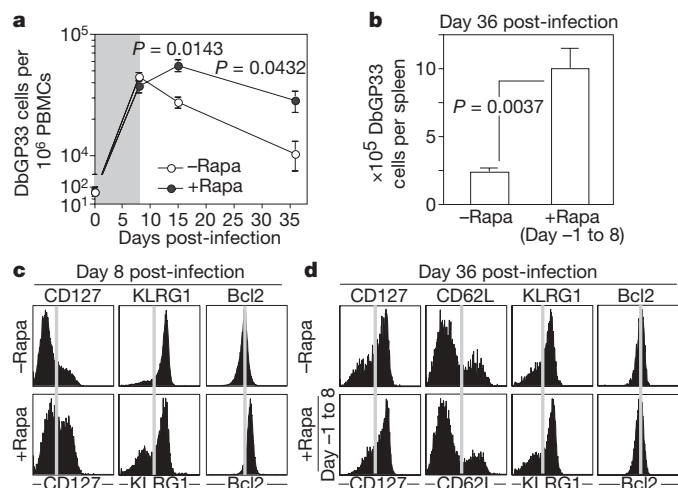 a
10^5
10^4
10^2
10^1
DbGP33 cells per
10^6 PBMCs
P = 0.0143
P = 0.0432
–Rapa
+Rapa
0 5 10 15 20 25 30 35
Days post-infection
b
Day 36 post-infection
×10^5 DbGP33
cells per spleen
10
5
0
P = 0.0037
–Rapa
+Rapa
(Day –1 to 8)
c
Day 8 post-infection
CD127 KLRG1 Bcl2
–Rapa
+Rapa
CD127 KLRG1 Bcl2
d
Day 36 post-infection
CD127 CD62L KLRG1 Bcl2
–Rapa
+Rapa
Day –1 to 8
CD127 CD62L KLRG1 Bcl2